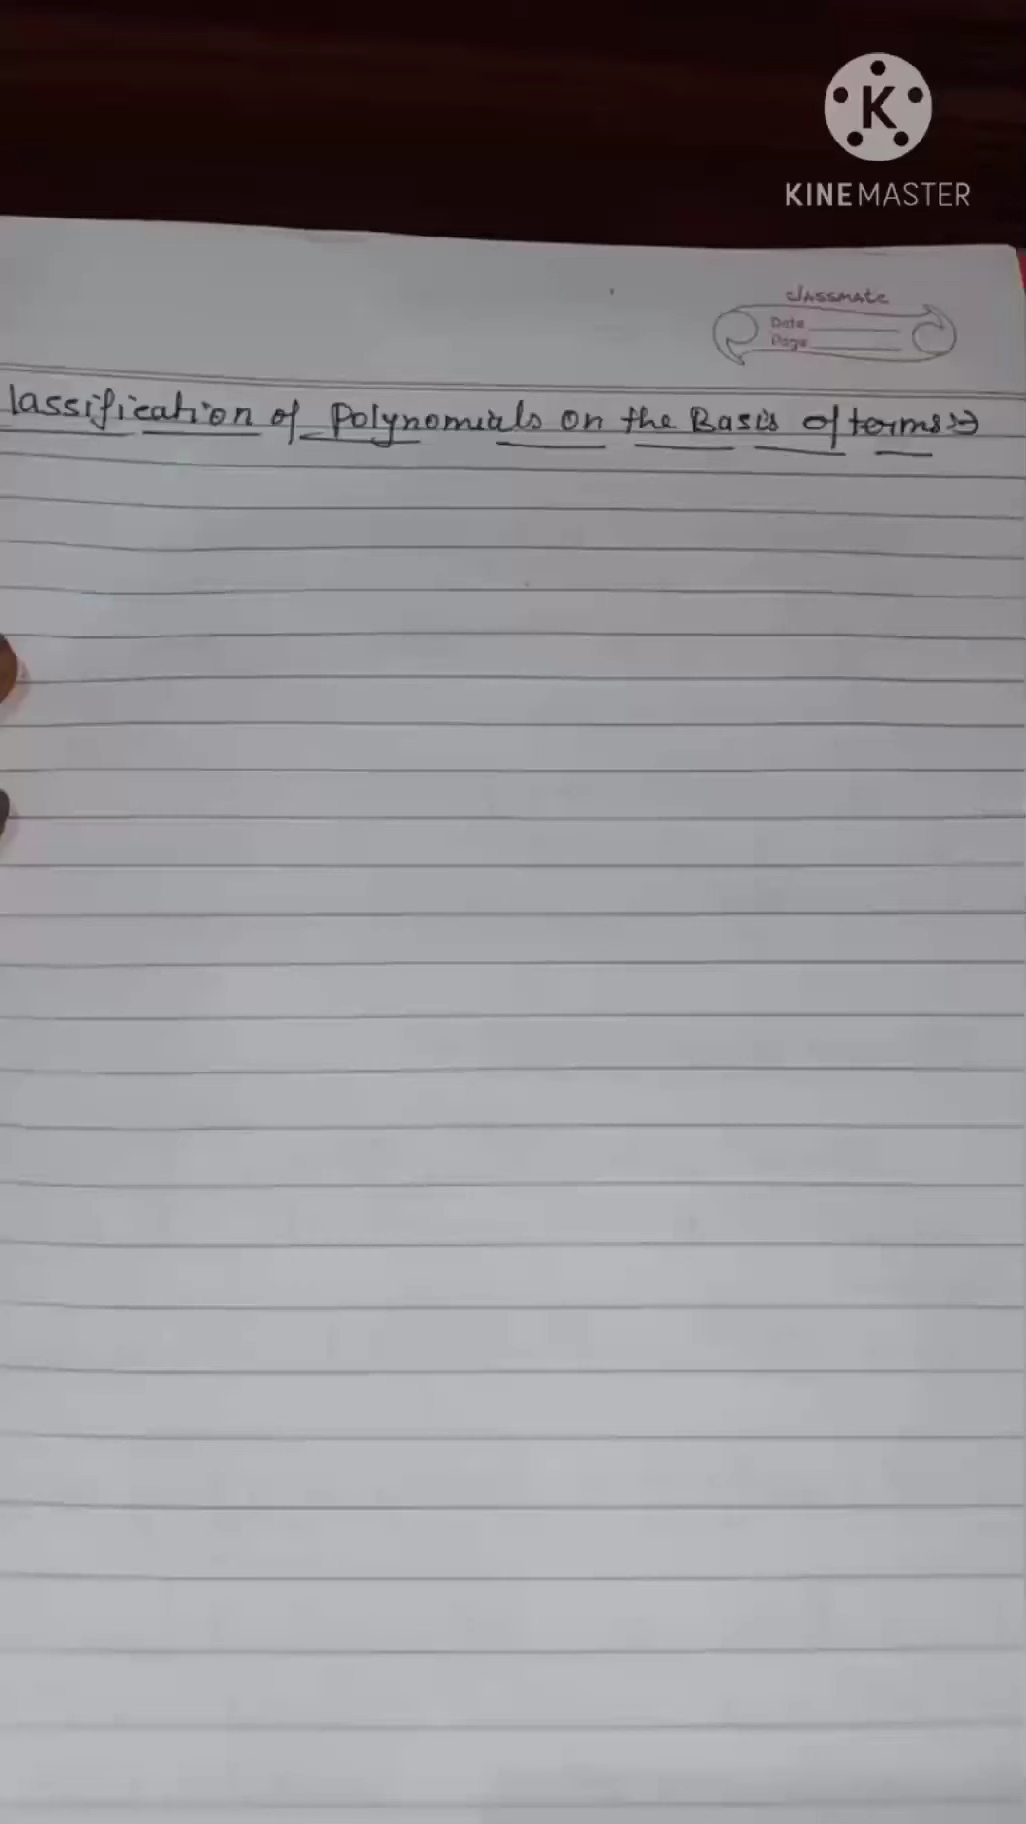 KINEMASTER
classmate
Date
Page
lassification of Polynomials on the Basis of terms:→